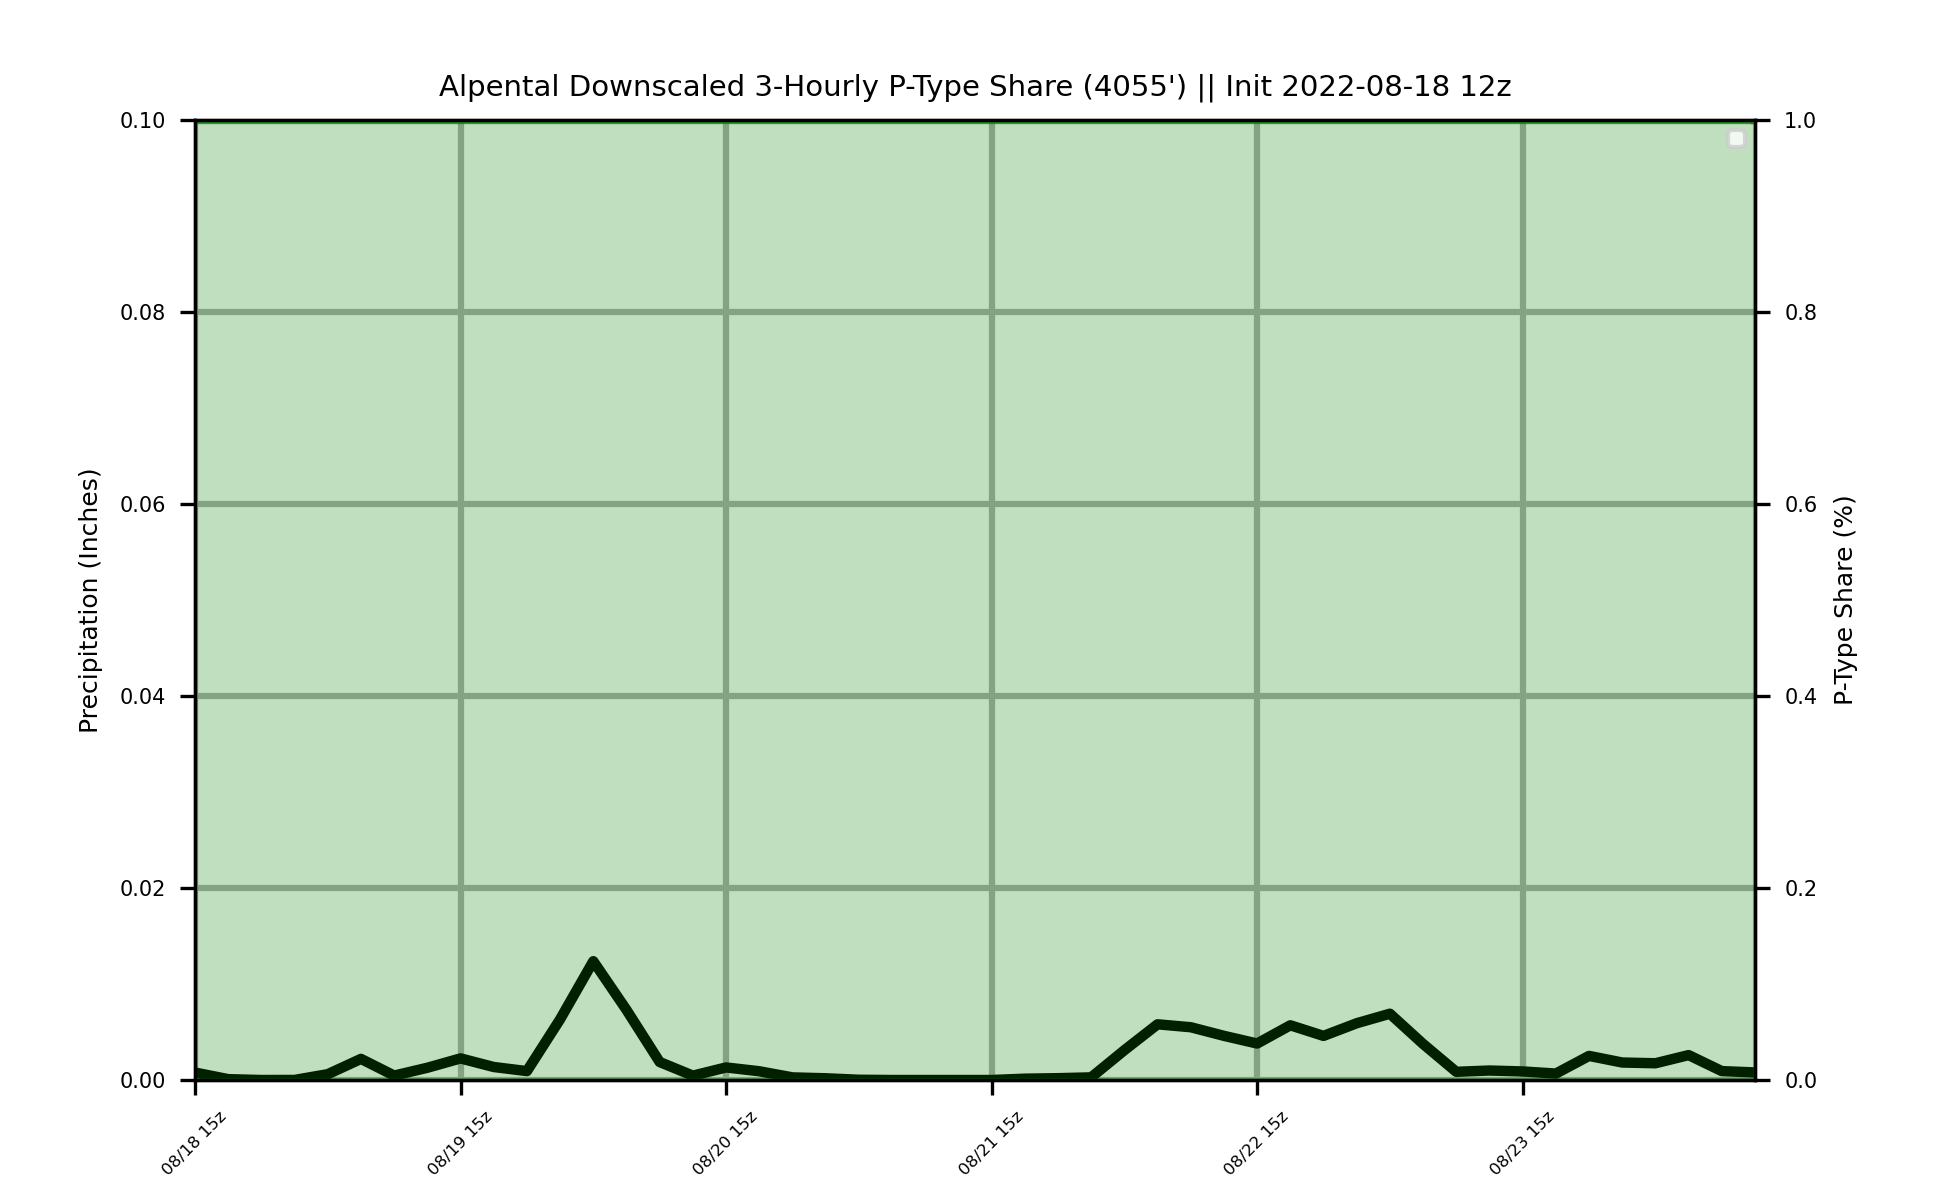 Alpental Downscaled 3-Hourly P-Type Share (4055') || Init 2022-08-18 12z
Precipitation (Inches)
0.10
0.08
0.06
0.04
0.02
0.00
1.0
0.8
0.6
0.4
0.2
0.0
P-Type Share (%)
08/18 15z
08/19 15z
08/20 15z
08/21 15z
08/22 15z
08/23 15z